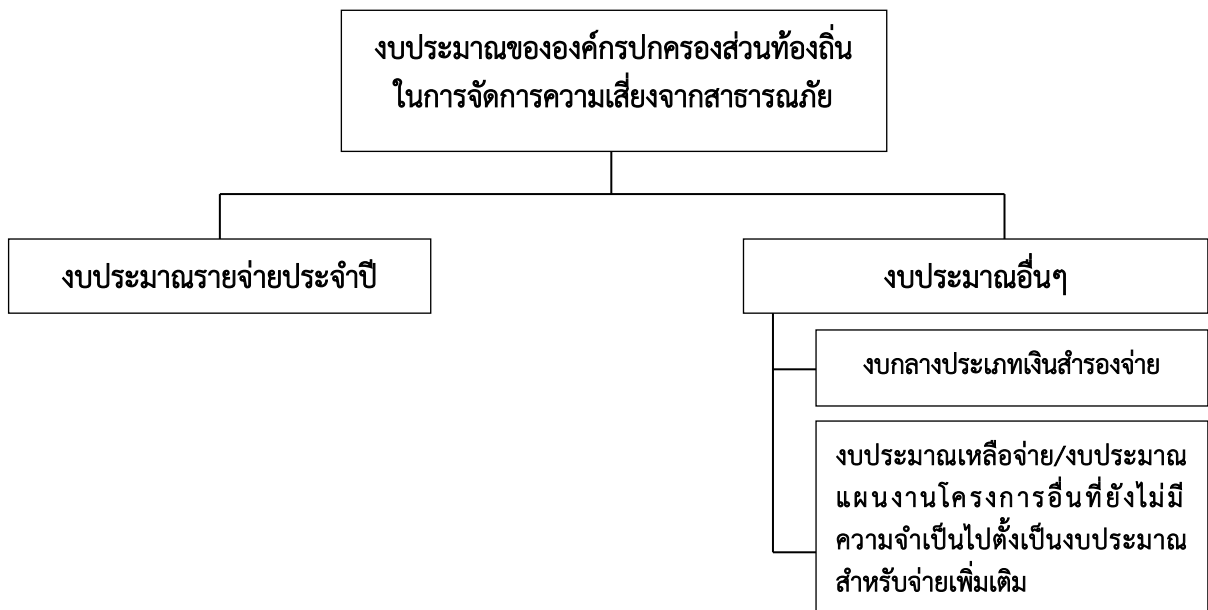 งบประมาณขององค์กรปกครองส่วนท้องถิ่น
ในการจัดการความเสี่ยงจากสาธารณภัย
งบประมาณรายจ่ายประจำปี
งบประมาณอื่นๆ
งบกลางประเภทเงินสำรองจ่าย
งบประมาณเหลือจ่าย/งบประมาณ
แผนงานโครงการอื่นที่ยังไม่มี
ความจำเป็นไปตั้งเป็นงบประมาณ
สำหรับจ่ายเพิ่มเติม